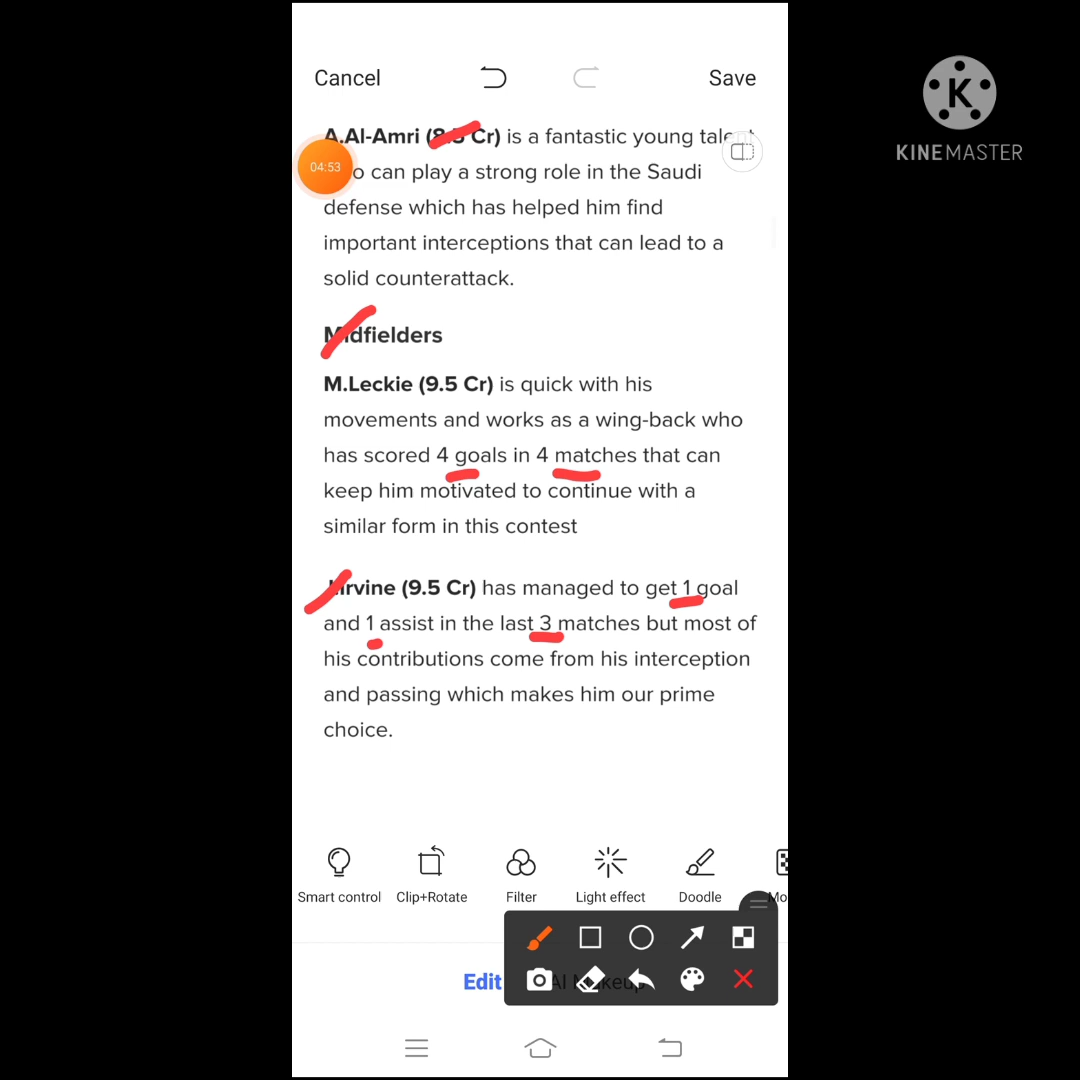 Cancel
Save
KINEMASTER
A.Al-Amri Cr) is a fantastic young
04:53
can play a strong role in the Saudi
defense which has helped him find
important interceptions that can lead to a
solid counterattack.
Midfielders
M.Leckie (9.5 Cr) is quick with his
movements and works as a wing-back who
has scored 4 goals in 4 matches that can
keep him motivated to continue with a
similar form in this contest
Irvine (9.5 Cr) has managed to get 1 goal
and 1 assist in the last 3 matches but most of
his contributions come from his interception
and passing which makes him our prime
choice.
Smart control Clip+Rotate Filter Light effect Doodle
Edit